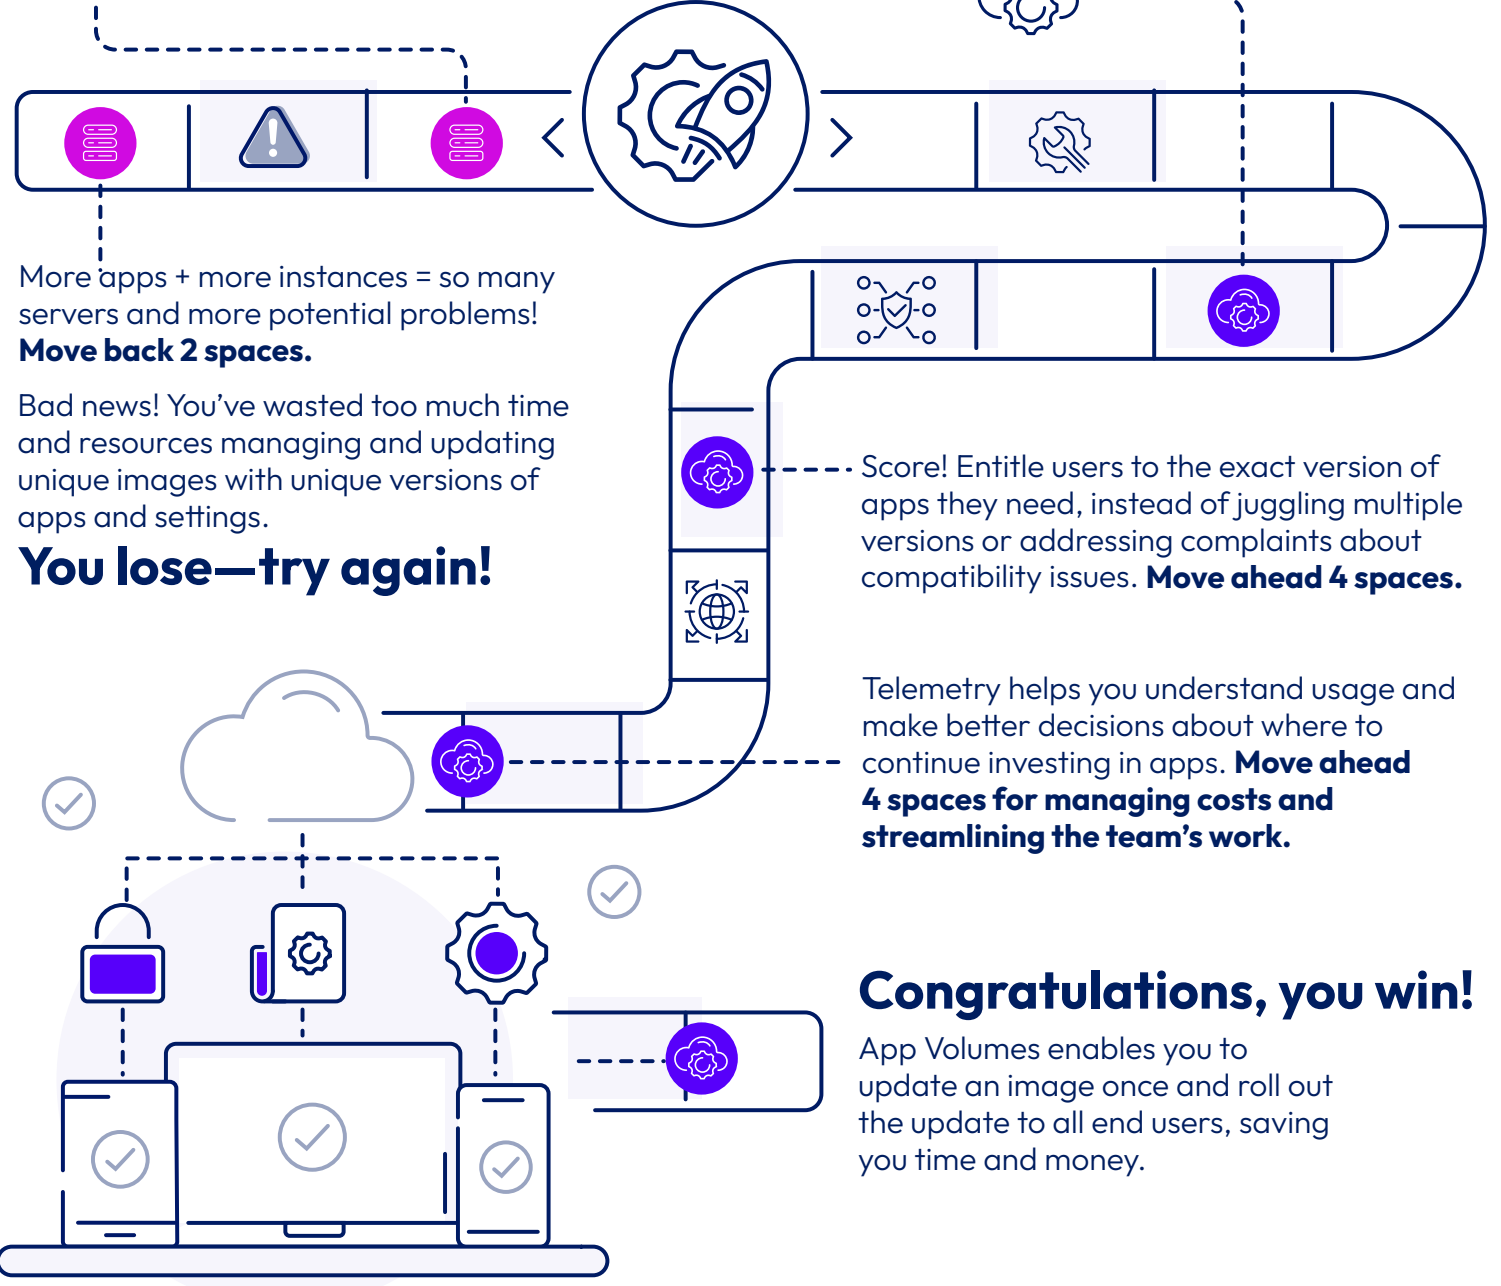 More apps + more instances = so many
servers and more potential problems!
Move back 2 spaces.
Bad news! You’ve wasted too much time
and resources managing and updating
unique images with unique versions of
apps and settings.
You lose—try again!
Score! Entitle users to the exact version of
apps they need, instead of juggling multiple
versions or addressing complaints about
compatibility issues. Move ahead 4 spaces.
Telemetry helps you understand usage and
make better decisions about where to
continue investing in apps. Move ahead
4 spaces for managing costs and
streamlining the team’s work.
Congratulations, you win!
App Volumes enables you to
update an image once and roll out
the update to all end users, saving
you time and money.